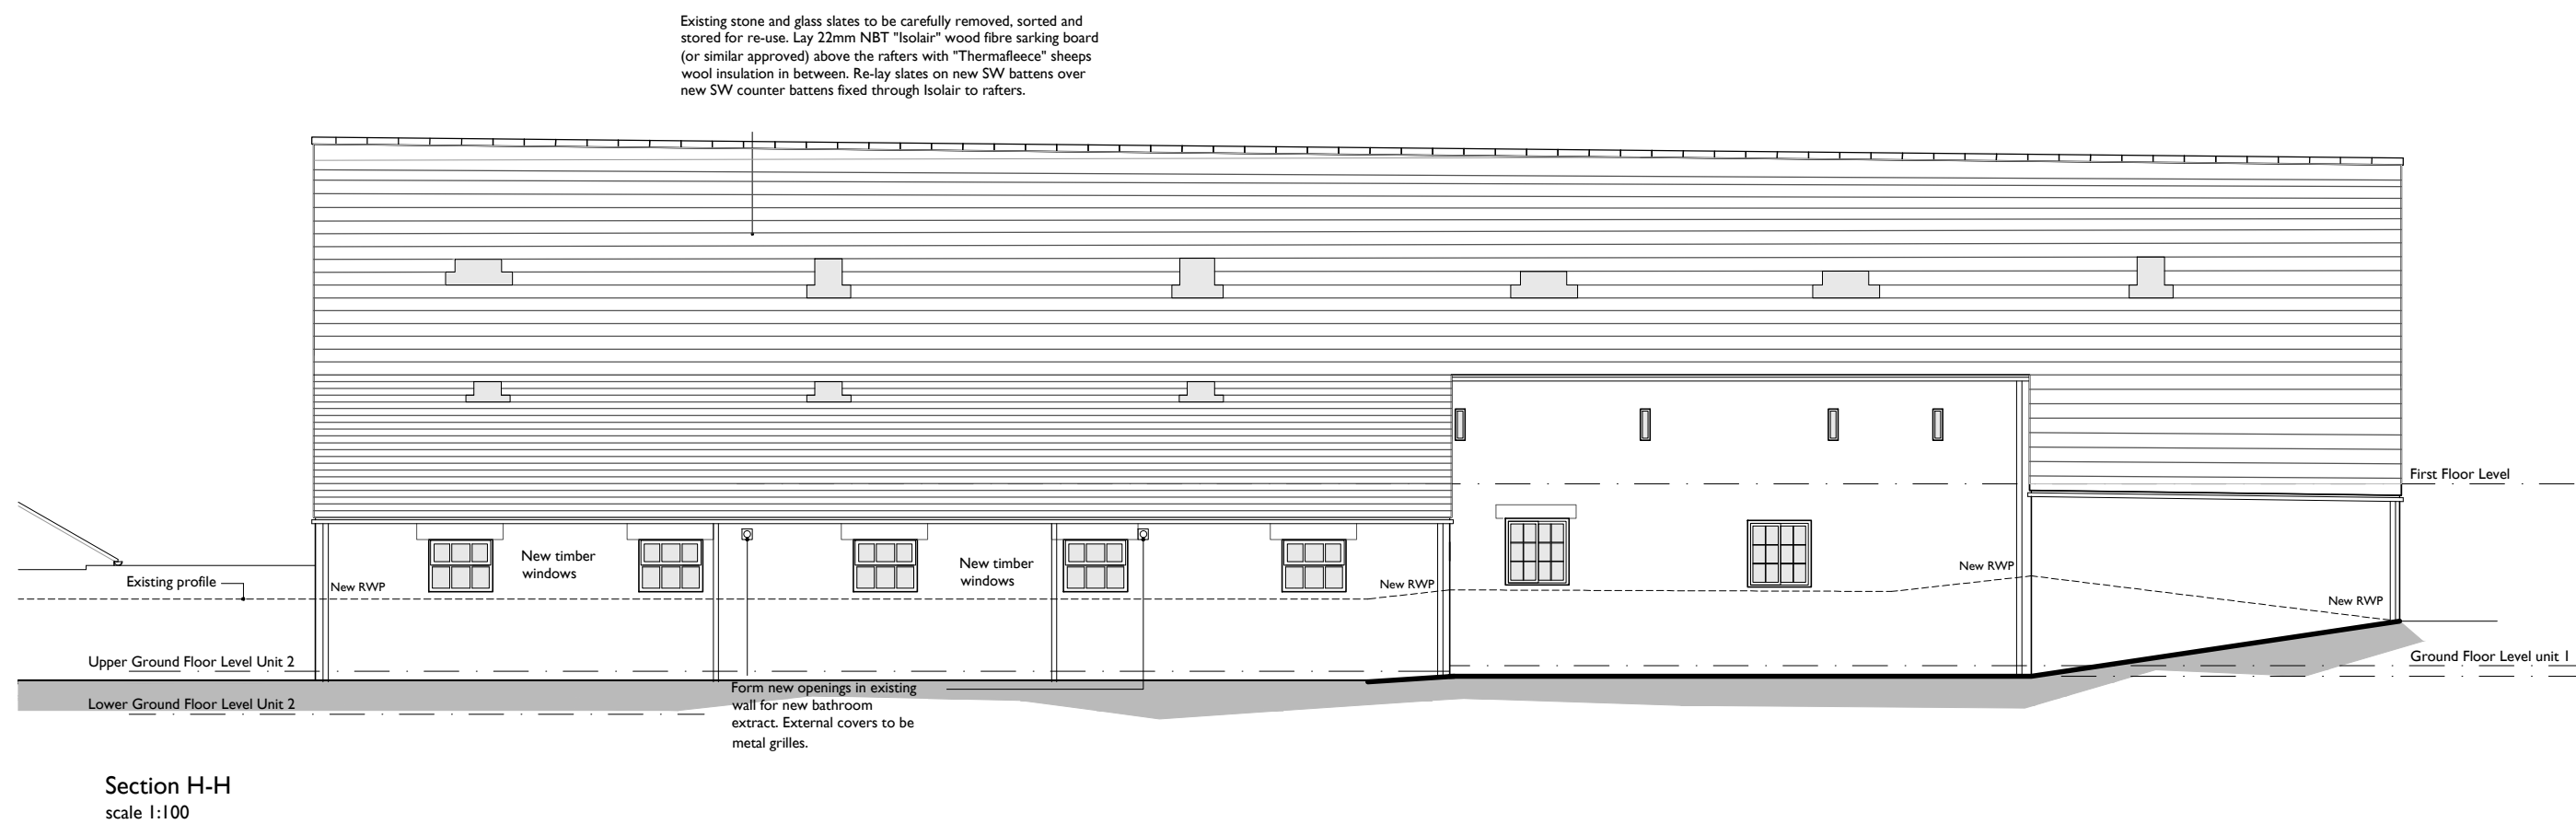 Existing stone and glass slates to be carefully removed, sorted and
stored for re-use. Lay 22mm NBT "Isolair" wood fibre sarking board
(or similar approved) above the rafters with "Thermafleece" sheeps
wool insulation in between. Re-lay slates on new SW battens over
new SW counter battens fixed through Isolair to rafters.
First Floor Level
New timber
windows
New timber
windows
Existing profile
New RWP
New RWP
New RWP
New RWP
Upper Ground Floor Level Unit 2
Ground Floor Level unit 1
Lower Ground Floor Level Unit 2
Form new openings in existing
wall for new bathroom
extract. External covers to be
metal grilles.
Section H-H
scale 1:100